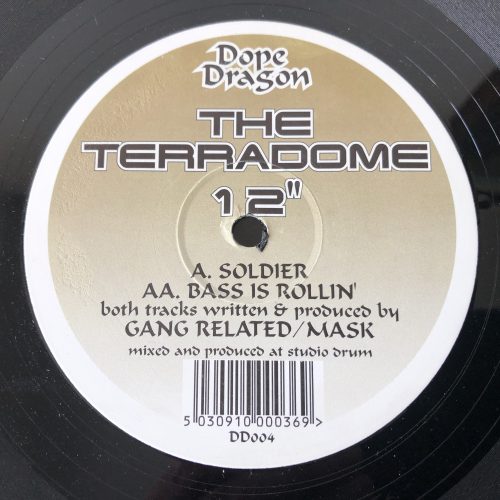 Dope
Dragon
THE
TERRADOME
12"
A. SOLDIER
AA. BASS IS ROLLIN'
both tracks written & produced by
GANG RELATED/MASK
mixed and produced at studio drum
5 030910 000369 >
DD004